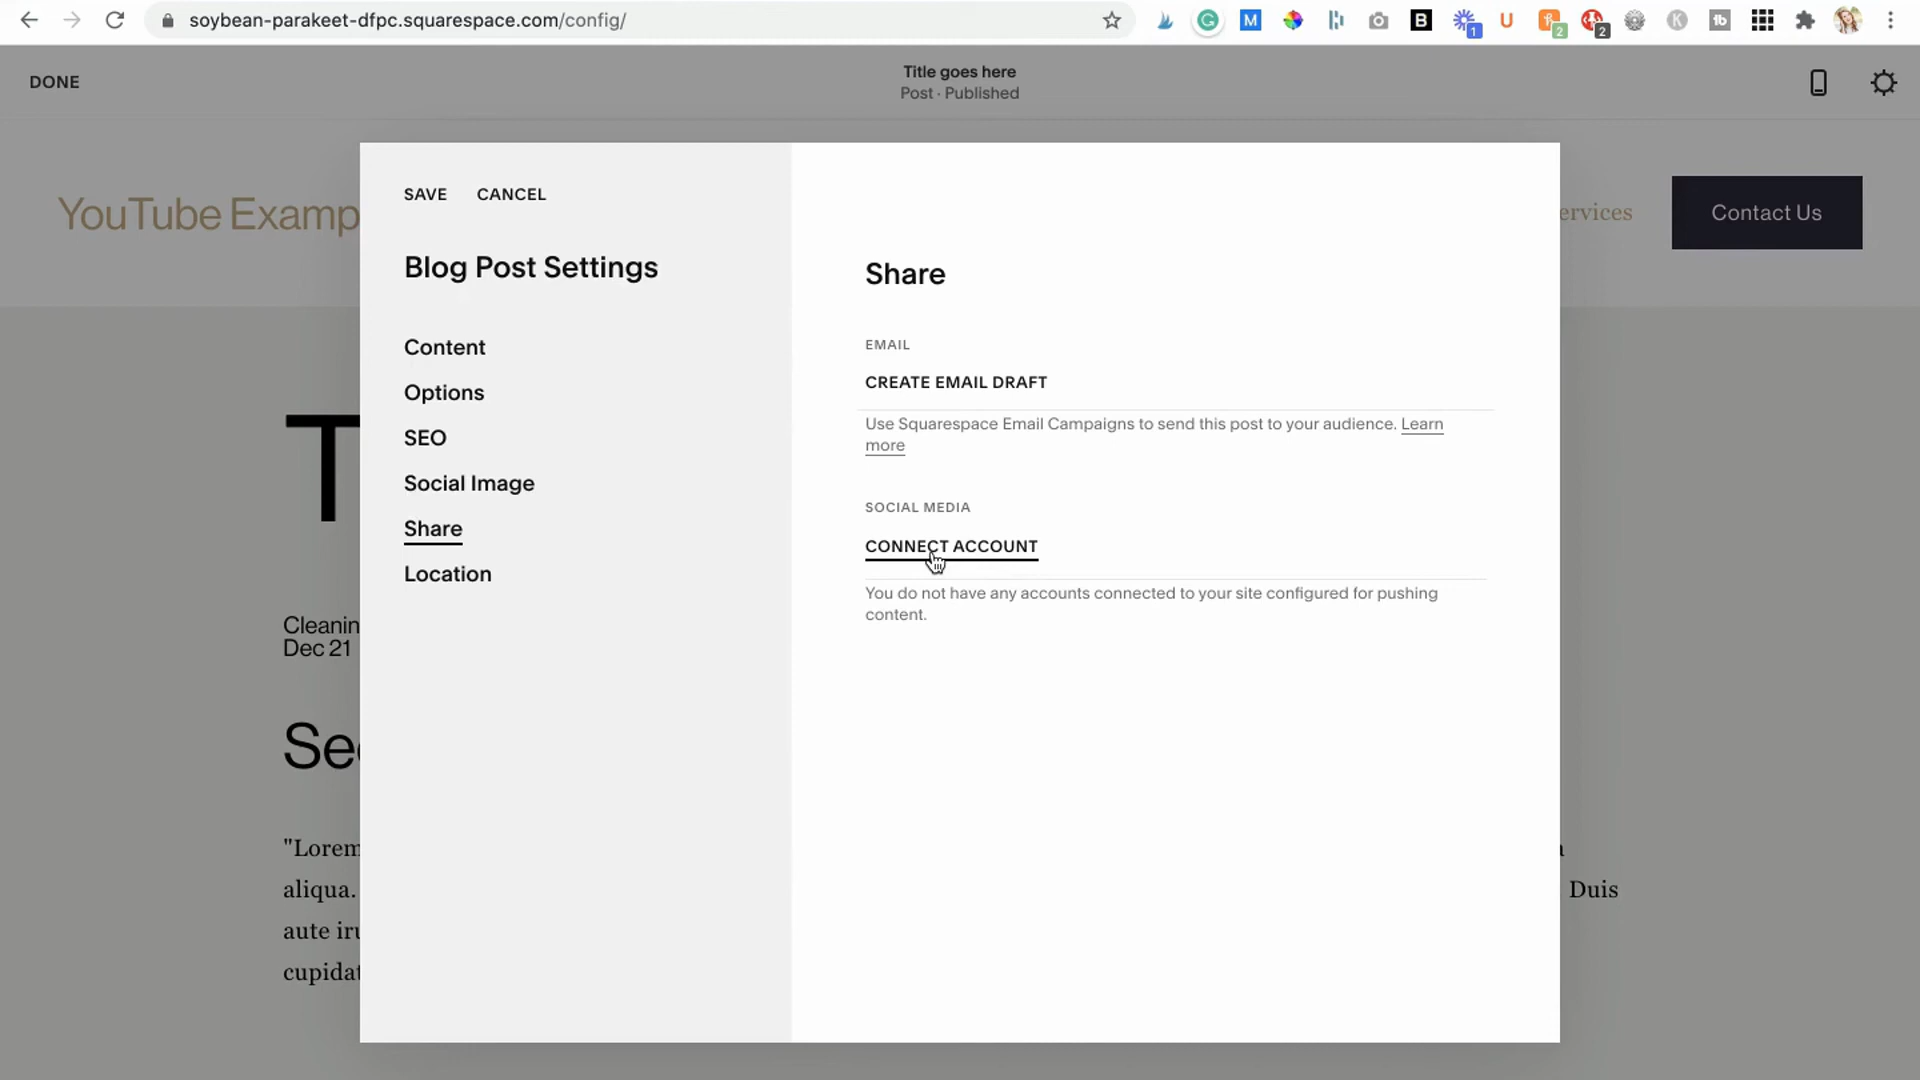 soybean-parakeet-dfpc.squarespace.com/config/
M
B
1
U
2
2
K
DONE
Title goes here
Post · Published
YouTube Examp
ervices
Contact Us
SAVE CANCEL
Blog Post Settings
Content
Options
SEO
Social Image
Share
Location
Share
EMAIL
CREATE EMAIL DRAFT
Use Squarespace Email Campaigns to send this post to your audience. Learn
more
SOCIAL MEDIA
CONNECT ACCOUNT
You do not have any accounts connected to your site configured for pushing
content.
T
Cleanin
Dec 21
Se
"Lorem
aliqua. Duis
aute iru
cupidat